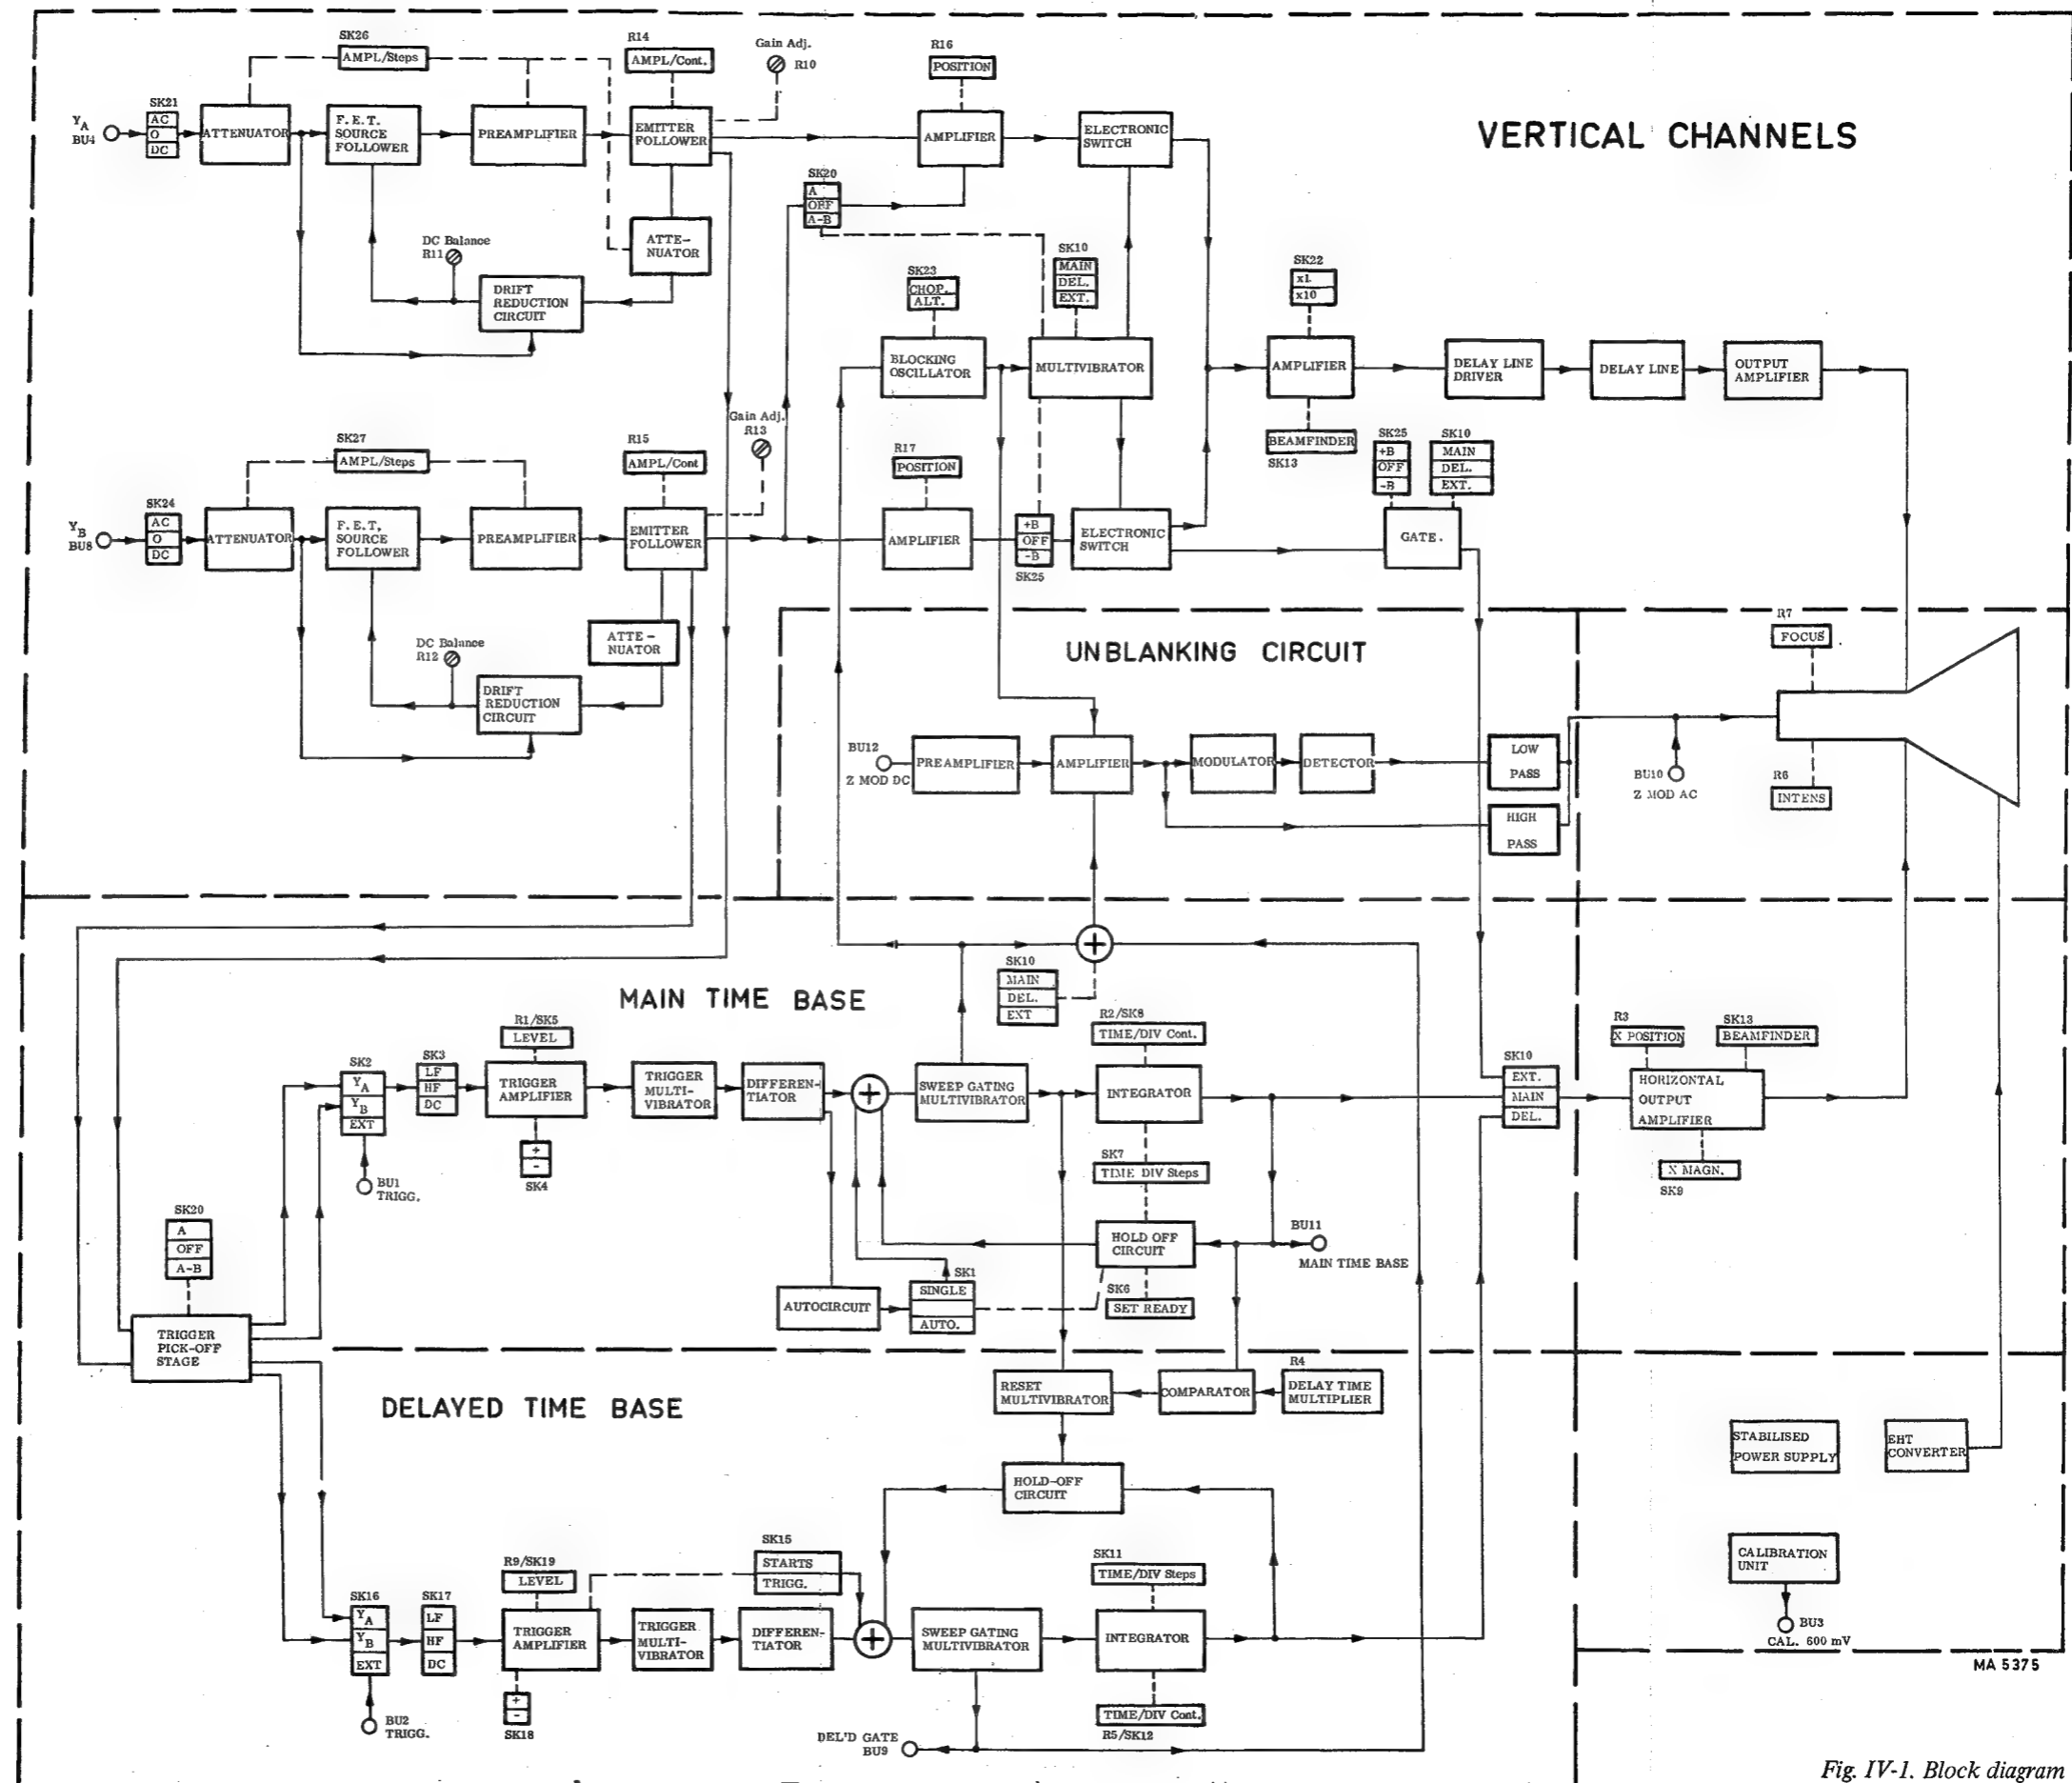 VERTICAL CHANNELS
SK26
AMPL/Steps
R14
AMPL/Cont.
Gain Adj.
R10
R16
POSITION
YA
BU4
SK21
AC
O
DC
ATTENUATOR
F. E. T.
SOURCE
FOLLOWER
PREAMPLIFIER
EMITTER
FOLLOWER
AMPLIFIER
ELECTRONIC
SWITCH
SK20
A
OFF
A-B
ATTE-
NUATOR
DC Balance
R11
DRIFT
REDUCTION
CIRCUIT
SK23
CHOP.
ALT.
SK10
MAIN
DEL.
EXT.
SK22
x1
x10
BLOCKING
OSCILLATOR
MULTIVIBRATOR
AMPLIFIER
DELAY LINE
DRIVER
DELAY LINE
OUTPUT
AMPLIFIER
BEAMFINDER
SK13
SK27
AMPL/Steps
R15
AMPL/Cont
Gain Adj.
R13
R17
POSITION
SK25
+B
OFF
-B
SK10
MAIN
DEL.
EXT.
YB
BU8
SK24
AC
O
DC
ATTENUATOR
F. E. T.
SOURCE
FOLLOWER
PREAMPLIFIER
EMITTER
FOLLOWER
AMPLIFIER
+B
OFF
-B
SK25
ELECTRONIC
SWITCH
GATE.
ATTE-
NUATOR
DC Balance
R12
DRIFT
REDUCTION
CIRCUIT
UNBLANKING CIRCUIT
R7
FOCUS
BU12
Z MOD DC
PREAMPLIFIER
AMPLIFIER
MODULATOR
DETECTOR
LOW
PASS
HIGH
PASS
BU10
Z MOD AC
R6
INTENS
MAIN TIME BASE
SK10
MAIN
DEL.
EXT
R2/SK8
TIME/DIV Cont.
R1/SK5
LEVEL
SK2
YA
YB
EXT
SK3
LF
HF
DC
TRIGGER
AMPLIFIER
TRIGGER
MULTI-
VIBRATOR
DIFFEREN-
TIATOR
+
SWEEP GATING
MULTIVIBRATOR
INTEGRATOR
SK10
EXT.
MAIN
DEL.
R3
X POSITION
SK13
BEAMFINDER
HORIZONTAL
OUTPUT
AMPLIFIER
X MAGN.
SK9
BU1
TRIGG.
+
-
SK4
SK7
TIME DIV Steps
HOLD OFF
CIRCUIT
BU11
MAIN TIME BASE
SK6
SET READY
SK20
A
OFF
A-B
AUTOCIRCUIT
SK1
SINGLE
AUTO.
TRIGGER
PICK-OFF
STAGE
DELAYED TIME BASE
RESET
MULTIVIBRATOR
COMPARATOR
R4
DELAY TIME
MULTIPLIER
HOLD-OFF
CIRCUIT
STABILISED
POWER SUPPLY
EHT
CONVERTER
CALIBRATION
UNIT
BU3
CAL. 600 mV
MA 5375
SK16
YA
YB
EXT
SK17
LF
HF
DC
R9/SK19
LEVEL
SK15
STARTS
TRIGG.
SK11
TIME/DIV Steps
TRIGGER
AMPLIFIER
TRIGGER
MULTI-
VIBRATOR
DIFFEREN-
TIATOR
+
SWEEP GATING
MULTIVIBRATOR
INTEGRATOR
BU2
TRIGG.
+
-
SK18
TIME/DIV Cont.
R5/SK12
DEL'D GATE
BU9
Fig. IV-1. Block diagram